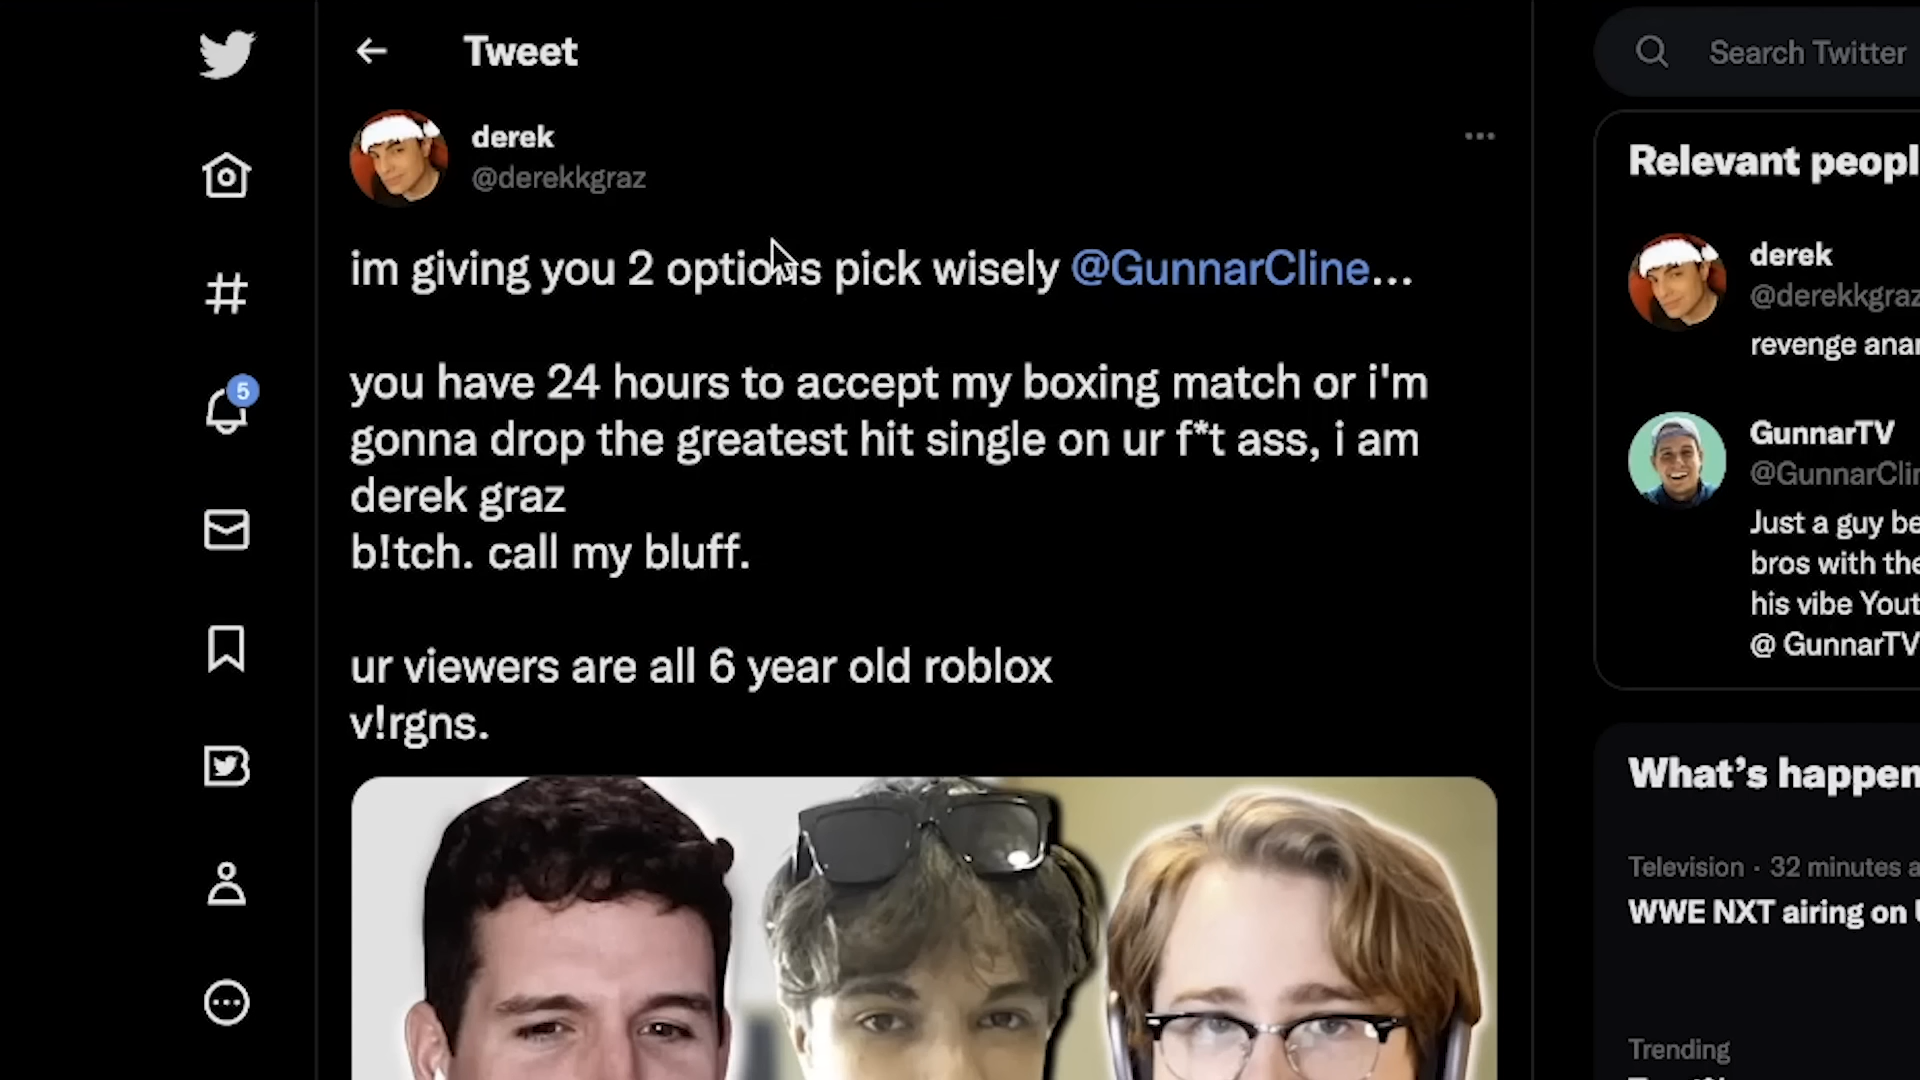 Tweet
derek
@derekkgraz
im giving you 2 options pick wisely @GunnarCline...
you have 24 hours to accept my boxing match or i'm
gonna drop the greatest hit single on ur f*t ass, i am
derek graz
b!tch. call my bluff.
ur viewers are all 6 year old roblox
v!rgns.
5
Search Twitter
Relevant peopl
derek
@derekkgraz
revenge anar
GunnarTV
@GunnarClin
Just a guy be
bros with the
his vibe Yout
@ GunnarTV
What's happen
Television · 32 minutes a
WWE NXT airing on U
Trending